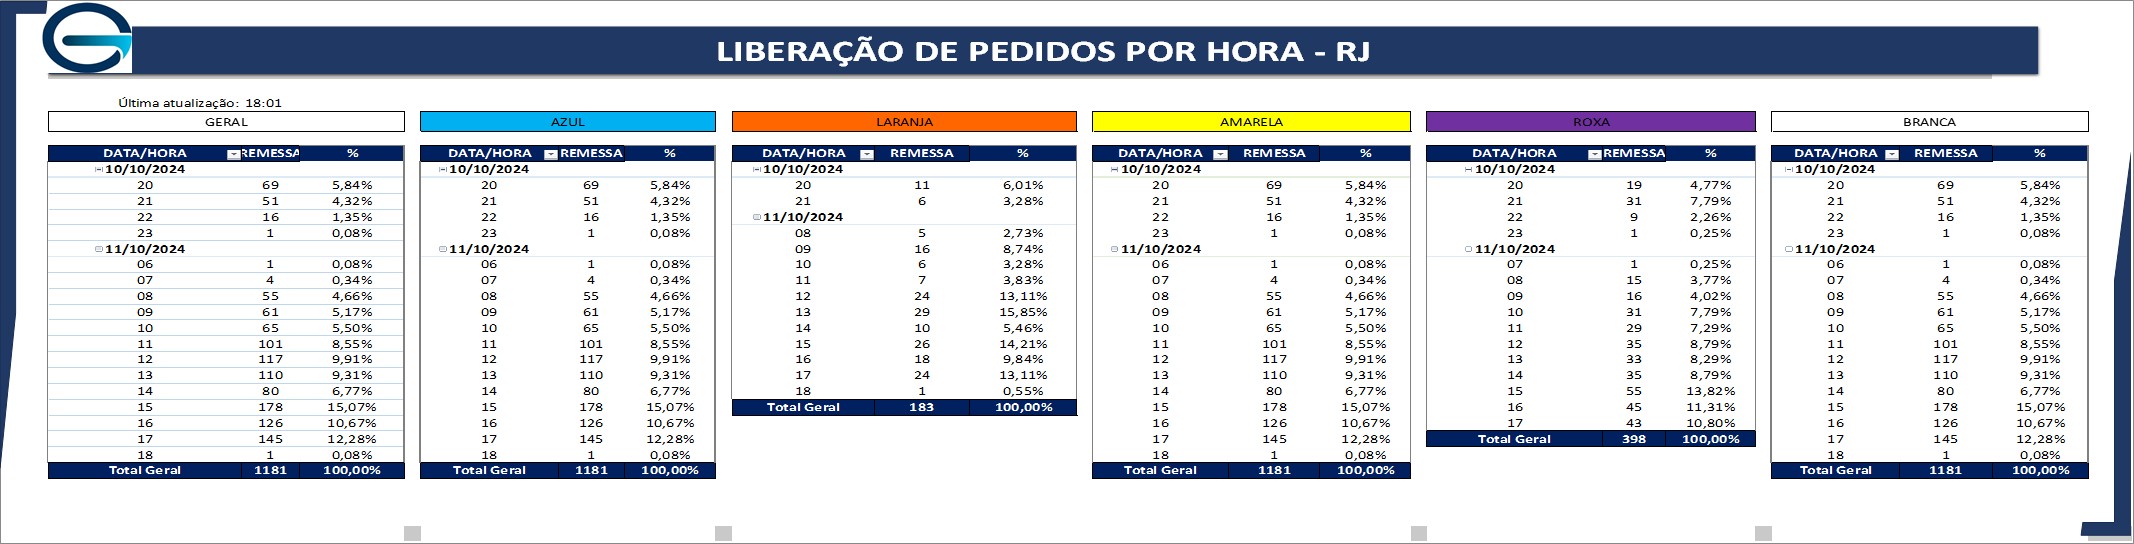 LIBERAÇÃO DE PEDIDOS POR HORA - RJ
Última atualização: 18:01
GERAL
DATA/HORA REMESSA %
10/10/2024
20 69 5,84%
21 51 4,32%
22 16 1,35%
23 1 0,08%
11/10/2024
06 1 0,08%
07 4 0,34%
08 55 4,66%
09 61 5,17%
10 65 5,50%
11 101 8,55%
12 117 9,91%
13 110 9,31%
14 80 6,77%
15 178 15,07%
16 126 10,67%
17 145 12,28%
18 1 0,08%
Total Geral 1181 100,00%
AZUL
DATA/HORA REMESSA %
10/10/2024
20 69 5,84%
21 51 4,32%
22 16 1,35%
23 1 0,08%
11/10/2024
06 1 0,08%
07 4 0,34%
08 55 4,66%
09 61 5,17%
10 65 5,50%
11 101 8,55%
12 117 9,91%
13 110 9,31%
14 80 6,77%
15 178 15,07%
16 126 10,67%
17 145 12,28%
18 1 0,08%
Total Geral 1181 100,00%
LARANJA
DATA/HORA REMESSA %
10/10/2024
20 11 6,01%
21 6 3,28%
11/10/2024
08 5 2,73%
09 16 8,74%
10 6 3,28%
11 7 3,83%
12 24 13,11%
13 29 15,85%
14 10 5,46%
15 26 14,21%
16 18 9,84%
17 24 13,11%
18 1 0,55%
Total Geral 183 100,00%
AMARELA
DATA/HORA REMESSA %
10/10/2024
20 69 5,84%
21 51 4,32%
22 16 1,35%
23 1 0,08%
11/10/2024
06 1 0,08%
07 4 0,34%
08 55 4,66%
09 61 5,17%
10 65 5,50%
11 101 8,55%
12 117 9,91%
13 110 9,31%
14 80 6,77%
15 178 15,07%
16 126 10,67%
17 145 12,28%
18 1 0,08%
Total Geral 1181 100,00%
ROXA
DATA/HORA REMESSA %
10/10/2024
20 19 4,77%
21 31 7,79%
22 9 2,26%
23 1 0,25%
11/10/2024
07 1 0,25%
08 15 3,77%
09 16 4,02%
10 31 7,79%
11 29 7,29%
12 35 8,79%
13 33 8,29%
14 35 8,79%
15 55 13,82%
16 45 11,31%
17 43 10,80%
Total Geral 398 100,00%
BRANCA
DATA/HORA REMESSA %
10/10/2024
20 69 5,84%
21 51 4,32%
22 16 1,35%
23 1 0,08%
11/10/2024
06 1 0,08%
07 4 0,34%
08 55 4,66%
09 61 5,17%
10 65 5,50%
11 101 8,55%
12 117 9,91%
13 110 9,31%
14 80 6,77%
15 178 15,07%
16 126 10,67%
17 145 12,28%
18 1 0,08%
Total Geral 1181 100,00%